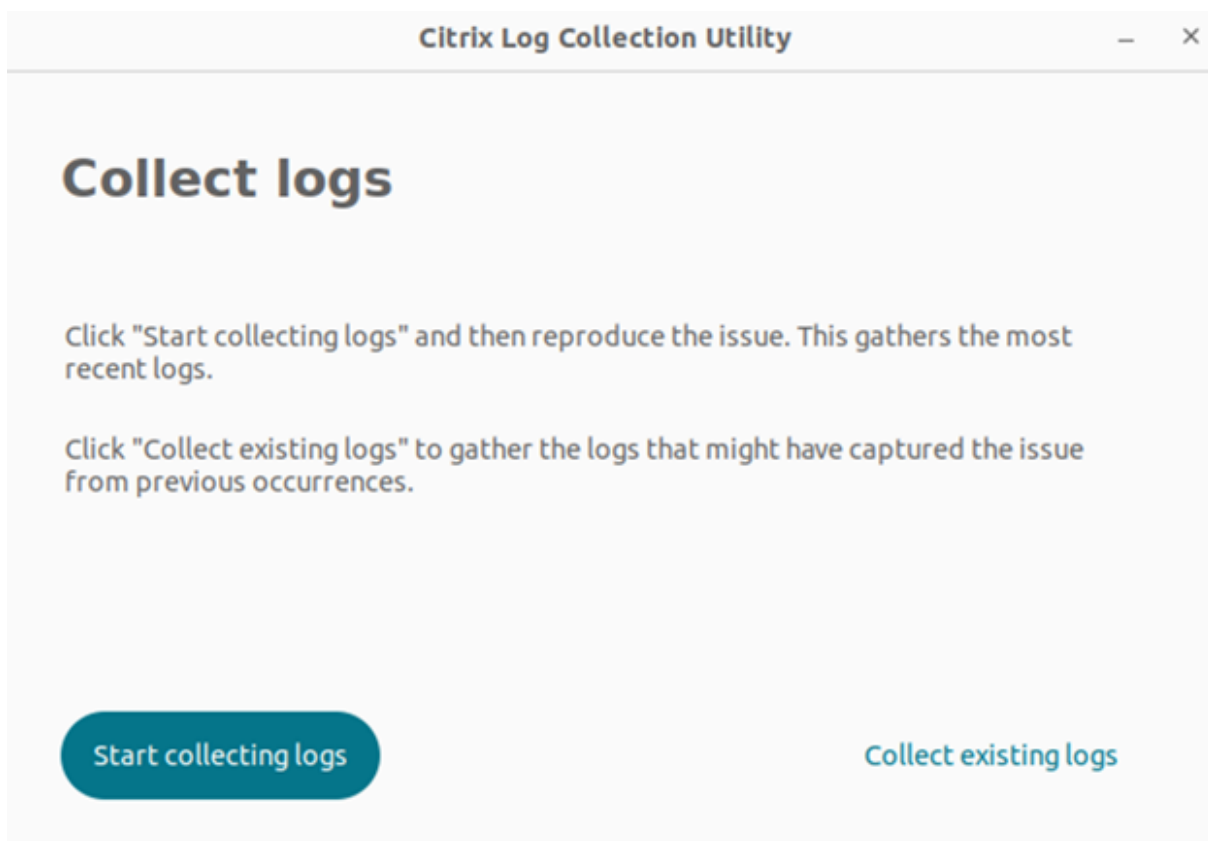 Citrix Log Collection Utility
Collect logs
Click "Start collecting logs" and then reproduce the issue. This gathers the most
recent logs.
Click "Collect existing logs" to gather the logs that might have captured the issue
from previous occurrences.
Start collecting logs
Collect existing logs